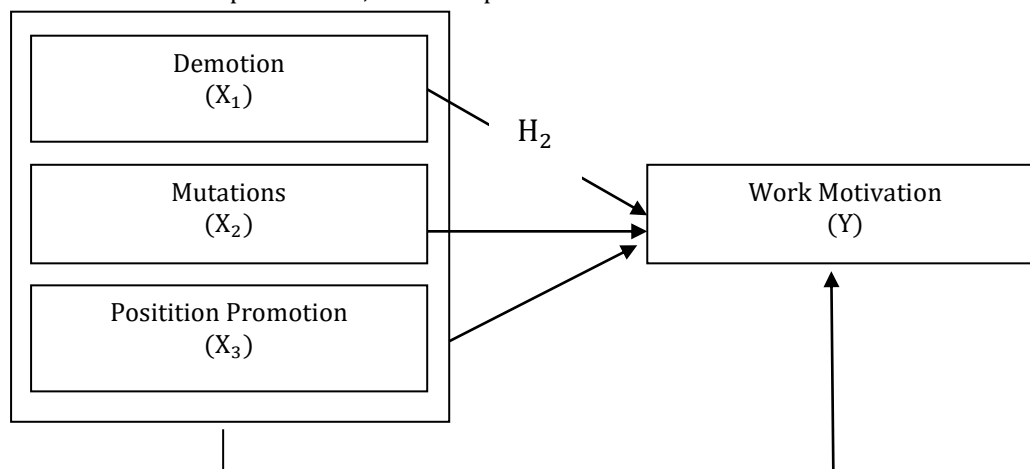 Demotion
(X₁)
H₂
Mutations
(X₂)
Work Motivation
(Y)
Positition Promotion
(X₃)